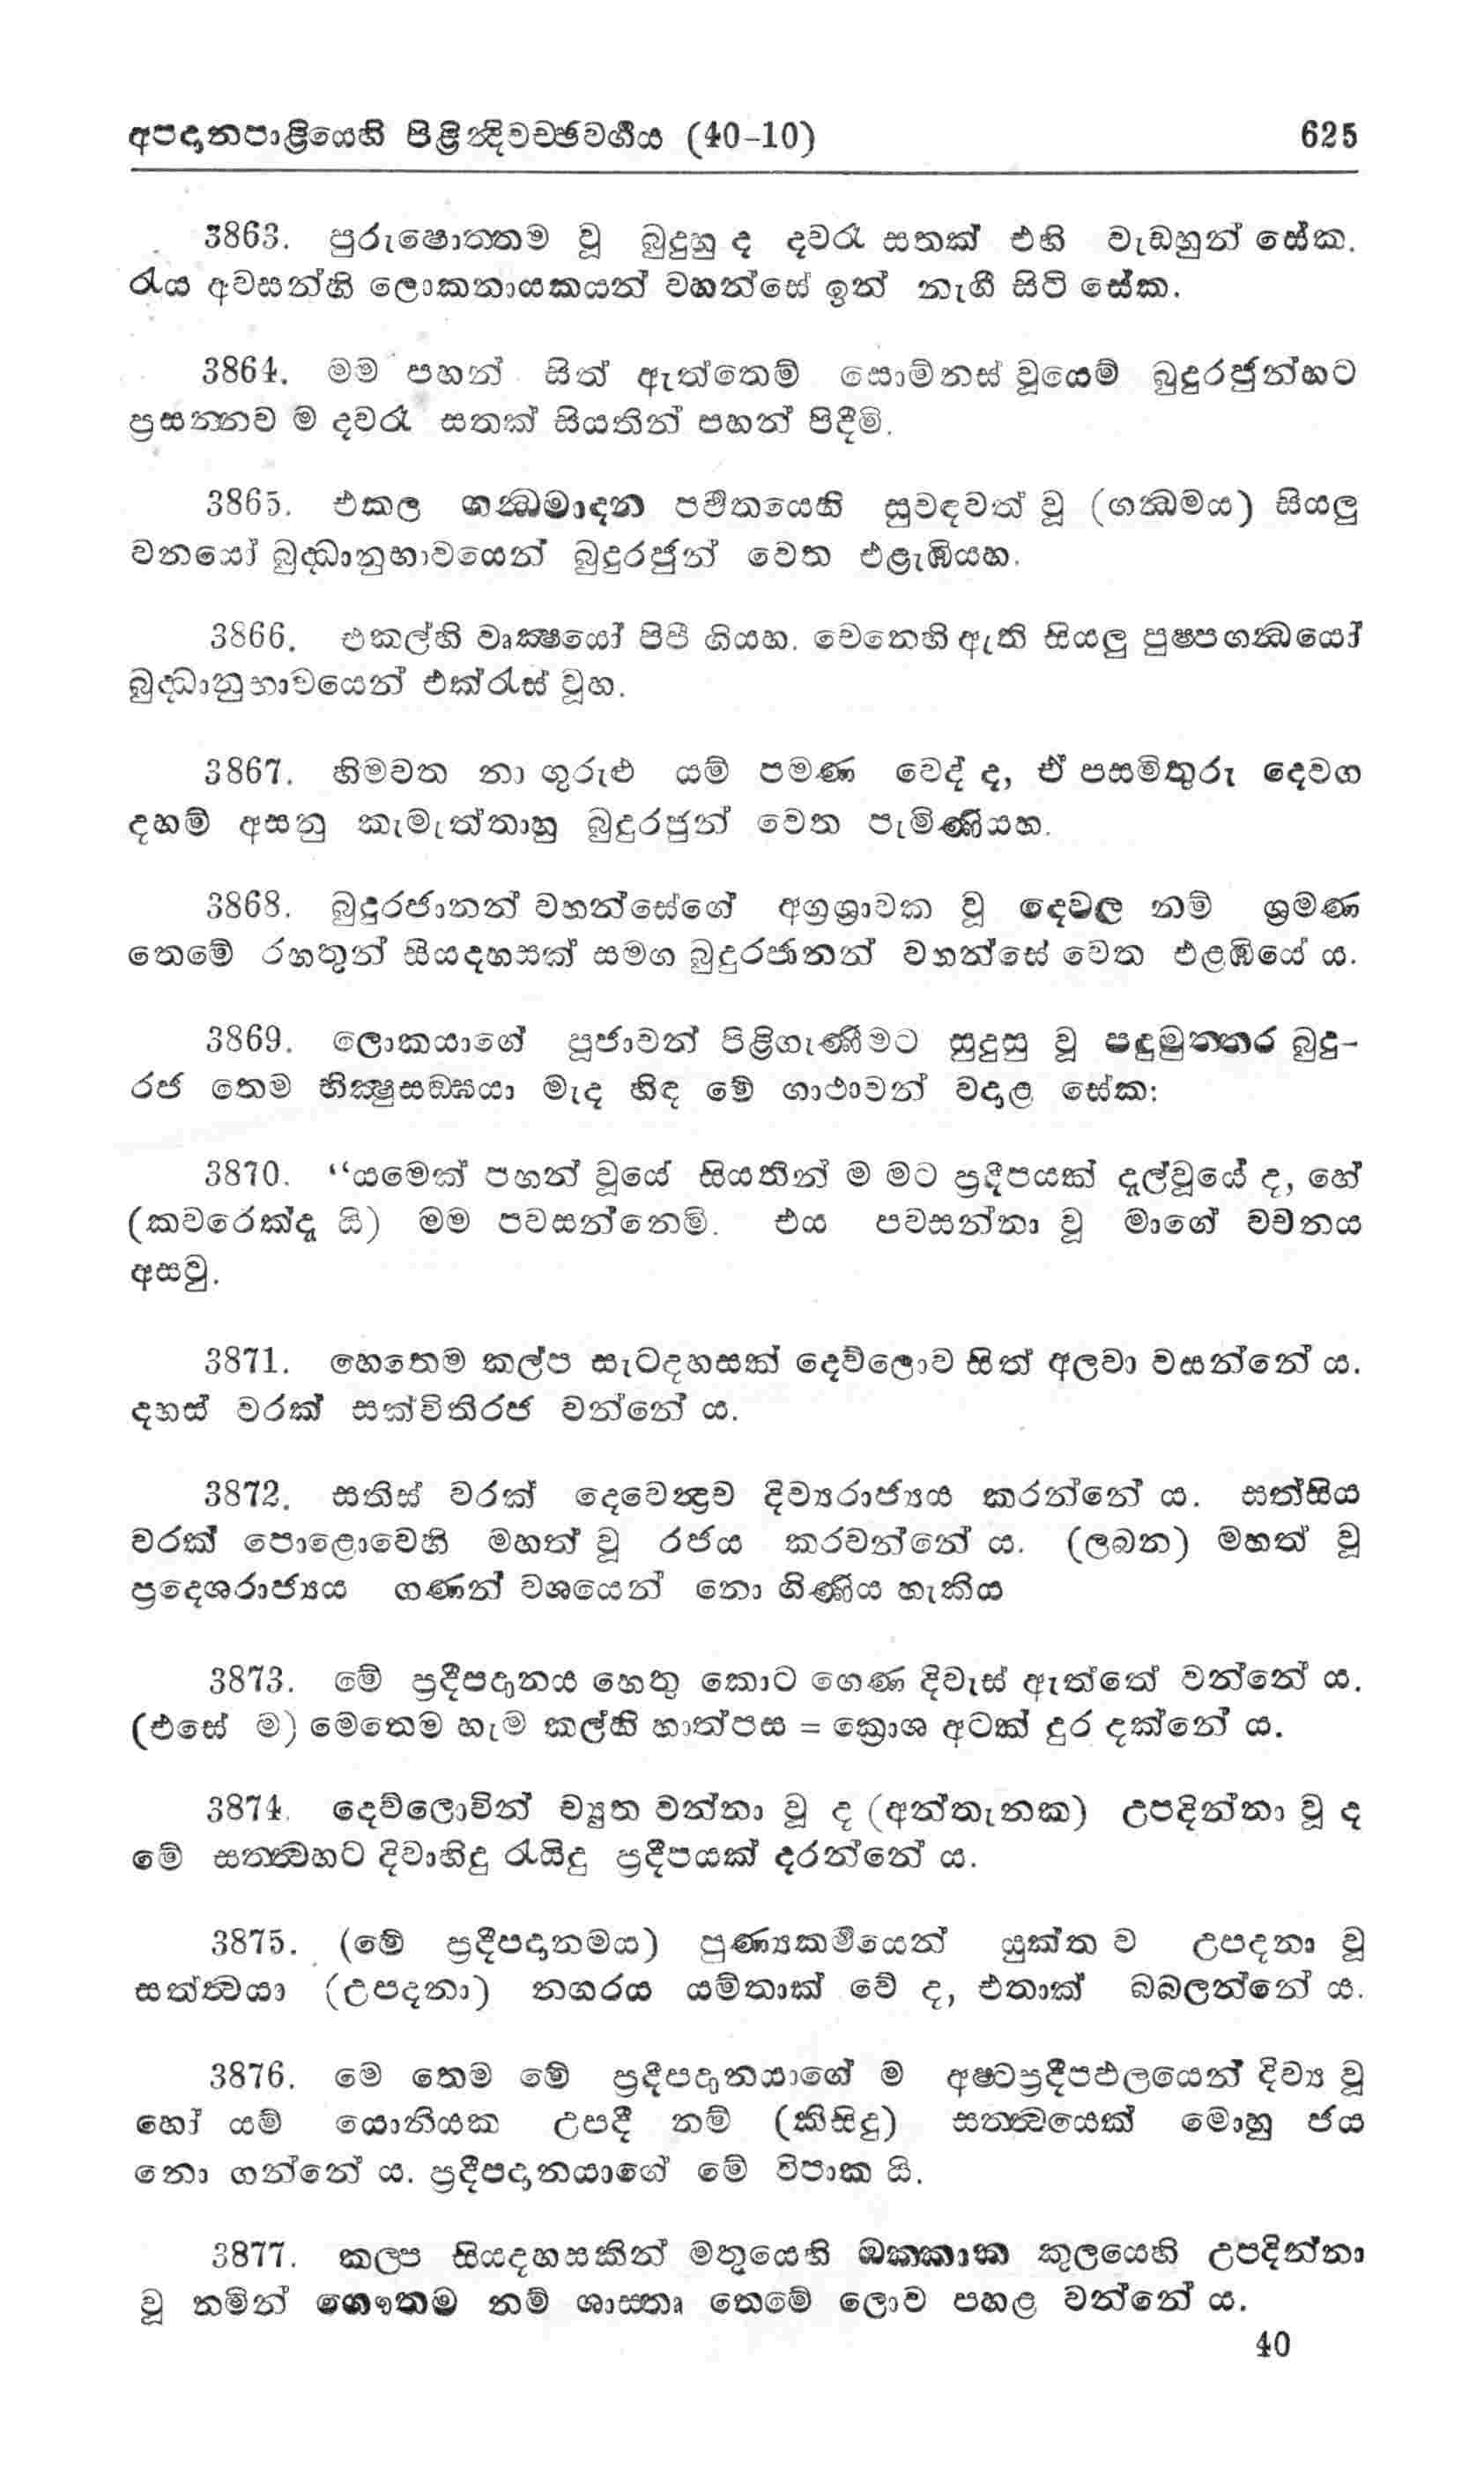 අපදානපාළියෙහි පිළින්‍දිවච්ඡවර්‍ගය (40-10) 625
3863. පුරුෂොත්‍තම වූ බුදුහු ද දවරෑ සතක් එහි වැඩහුන් සේක.
රැය අවසන්හි ලොකනායකයන් වහන්සේ ඉන් නැගී සිටි සේක.
3864. මම පහන් සිත් ඇත්තෙම් සොම්නස් වූයෙම් බුදුරජුන්හට
ප්‍රසන්‍නව ම දවරෑ සතක් සියතින් පහන් පිදීමි.
3865. එකල ගන්‍ධමාදන පර්‍වතයෙහි සුවඳවත් වූ (ගන්‍ධමය) සියලු
වනයෝ බුද්‍ධානුභාවයෙන් බුදුරජුන් වෙත එළැඹියහ.
3866. එකල්හි වෘක්‍ෂයෝ පිපී ගියහ. වෙනෙහි ඇති සියලු පුෂ්පගන්‍ධයෝ
බුද්‍ධානුභාවයෙන් එක්රැස් වූහ.
3867. හිමවත නා ගුරුළු යම් පමණ වෙද් ද, ඒ පසමිතුරු දෙවග
දහම් අසනු කැමැත්තාහු බුදුරජුන් වෙත පැමිණියහ.
3868. බුදුරජානන් වහන්සේගේ අග්‍රශ්‍රාවක වූ දෙවල නම් ශ්‍රමණ
තෙමේ රහතුන් සියදහසක් සමග බුදුරජානන් වහන්සේ වෙත එළඹියේ ය.
3869. ලොකයාගේ පූජාවන් පිළිගැණීමට සුදුසු වූ පදුමුත්‍තර බුදු-
රජ තෙම භික්‍ෂුසඞ්ඝයා මැද හිඳ මේ ගාථාවන් වදාළ සේක:
3870. “යමෙක් පහන් වූයේ සියතින් ම මට ප්‍රදීපයක් දැල්වූයේ ද, හේ
(කවරෙක්දැ යි) මම පවසන්නෙමි. එය පවසන්නා වූ මාගේ වචනය
අසවු.
3871. හෙතෙම කල්ප සැටදහසක් දෙව්ලොව සිත් අලවා වසන්නේ ය.
දහස් වරක් සක්විතිරජ වන්නේ ය.
3872. සතිස් වරක් දෙවෙන්‍ද්‍රව දිව්‍යරාජ්‍යය කරන්නේ ය. සත්සිය
වරක් පොළොවෙහි මහත් වූ රජය කරවන්නේ ය. (ලබන) මහත් වූ
ප්‍රදෙශරාජ්‍යය ගණන් වශයෙන් නො ගිණිය හැකිය
3873. මේ ප්‍රදීපදානය හෙතු කොට ගෙණ දිවැස් ඇත්තේ වන්නේ ය.
(එසේ ම) මෙතෙම හැම කල්හි හාත්පස = ක්‍රොශ අටක් දුර දක්නේ ය.
3874. දෙව්ලොවින් ච්‍යුත වන්නා වූ ද (අන්තැනක) උපදින්නා වූ ද
මේ සත්‍ත්‍වහට දිවාහිදු රැයිදු ප්‍රදීපයක් දරන්නේ ය.
3875. (මේ ප්‍රදීපදානමය) පුණ්‍යකර්‍මයෙන් යුක්ත ව උපදනා වූ
සත්ත්‍වයා (උපදනා) නගරය යම්තාක් වේ ද, එතාක් බබලන්නේ ය.
3876. මෙ තෙම මේ ප්‍රදීපදානයාගේ ම අෂ්ටප්‍රදීපඵලයෙන් දිව්‍ය වූ
හෝ යම් යොනියක උපදී නම් (කිසිදු) සත්‍ත්‍වයෙක් මොහු ජය
නො ගන්නේ ය. ප්‍රදීපදානයාගේ මේ විපාක යි.
3877. කල්ප සියදහසකින් මතුයෙහි ඔක්කාක කුලයෙහි උපදින්නා
වූ නමින් ගෞතම නම් ශාස්තෘ තෙමේ ලොව පහළ වන්නේ ය.
40